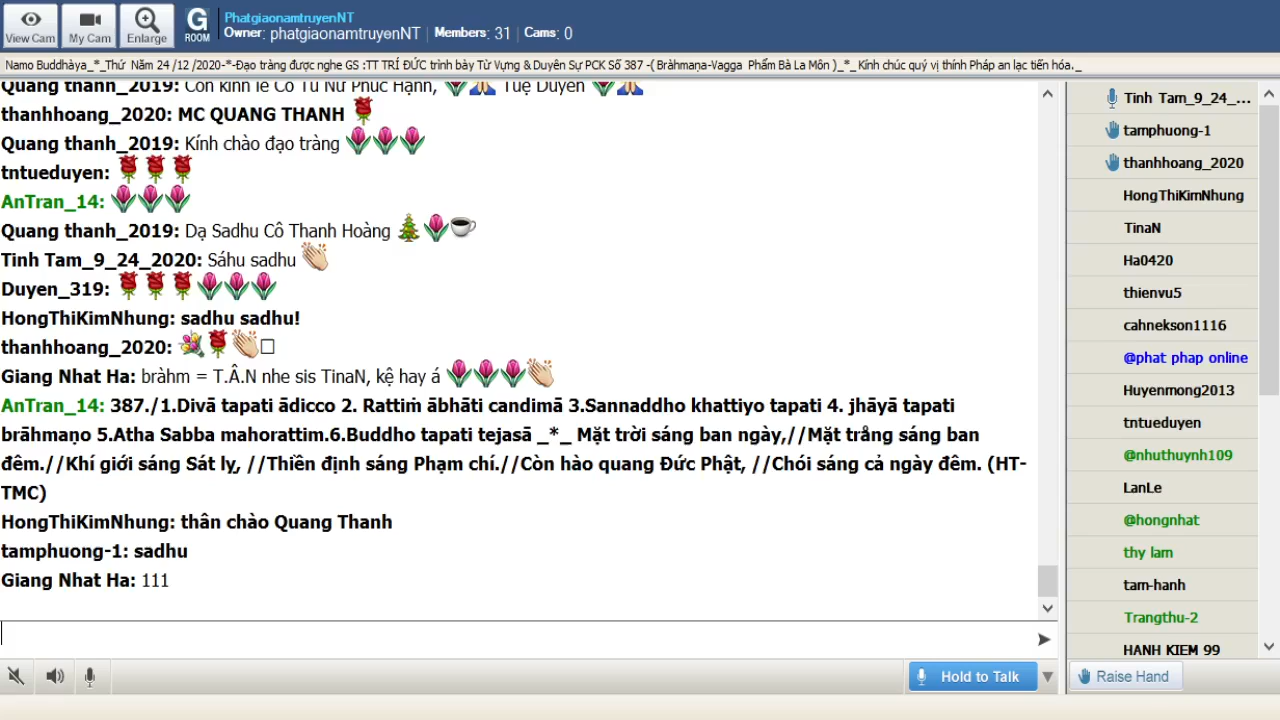 View Cam
My Cam
Enlarge
G
ROOM
PhatgiaonamtruyenNT
Owner: phatgiaonamtruyenNT | Members: 31 | Cams: 0
Namo Buddhàya_*_Thứ Năm 24 /12 /2020-*-Đạo tràng được nghe GS :TT TRÍ ĐỨC trình bày Từ Vựng & Duyên Sự PCK Số 387 -( Bràhmaṇa-Vagga Phẩm Bà La Môn )_*_ Kính chúc quý vị thính Pháp an lạc tiến hóa._
Quang thanh_2019: Con kính lễ Cô Tu Nữ Phúc Hạnh, Tuệ Duyên
thanhhoang_2020: MC QUANG THANH
Quang thanh_2019: Kính chào đạo tràng
tntueduyen:
AnTran_14:
Quang thanh_2019: Dạ Sadhu Cô Thanh Hoàng
Tinh Tam_9_24_2020: Sáhu sadhu
Duyen_319:
HongThiKimNhung: sadhu sadhu!
thanhhoang_2020:
Giang Nhat Ha: bràhm = T.Â.N nhe sis TinaN, kệ hay á
AnTran_14: 387./1.Divā tapati ādicco 2. Rattiṁ ābhāti candimā 3.Sannaddho khattiyo tapati 4. jhāyā tapati
brāhmaṇo 5.Atha Sabba mahorattim.6.Buddho tapati tejasā _*_ Mặt trời sáng ban ngày,//Mặt trẳng sáng ban
đêm.//Khí giới sáng Sát lỵ, //Thiền định sáng Phạm chí.//Còn hào quang Đức Phật, //Chói sáng cả ngày đêm. (HT-
TMC)
HongThiKimNhung: thân chào Quang Thanh
tamphuong-1: sadhu
Giang Nhat Ha: 111
Hold to Talk
Tinh Tam_9_24_...
tamphuong-1
thanhhoang_2020
HongThiKimNhung
TinaN
Ha0420
thienvu5
cahnekson1116
@phat phap online
Huyenmong2013
tntueduyen
@nhuthuynh109
LanLe
@hongnhat
thy lam
tam-hanh
Trangthu-2
HANH KIEM 99
Raise Hand